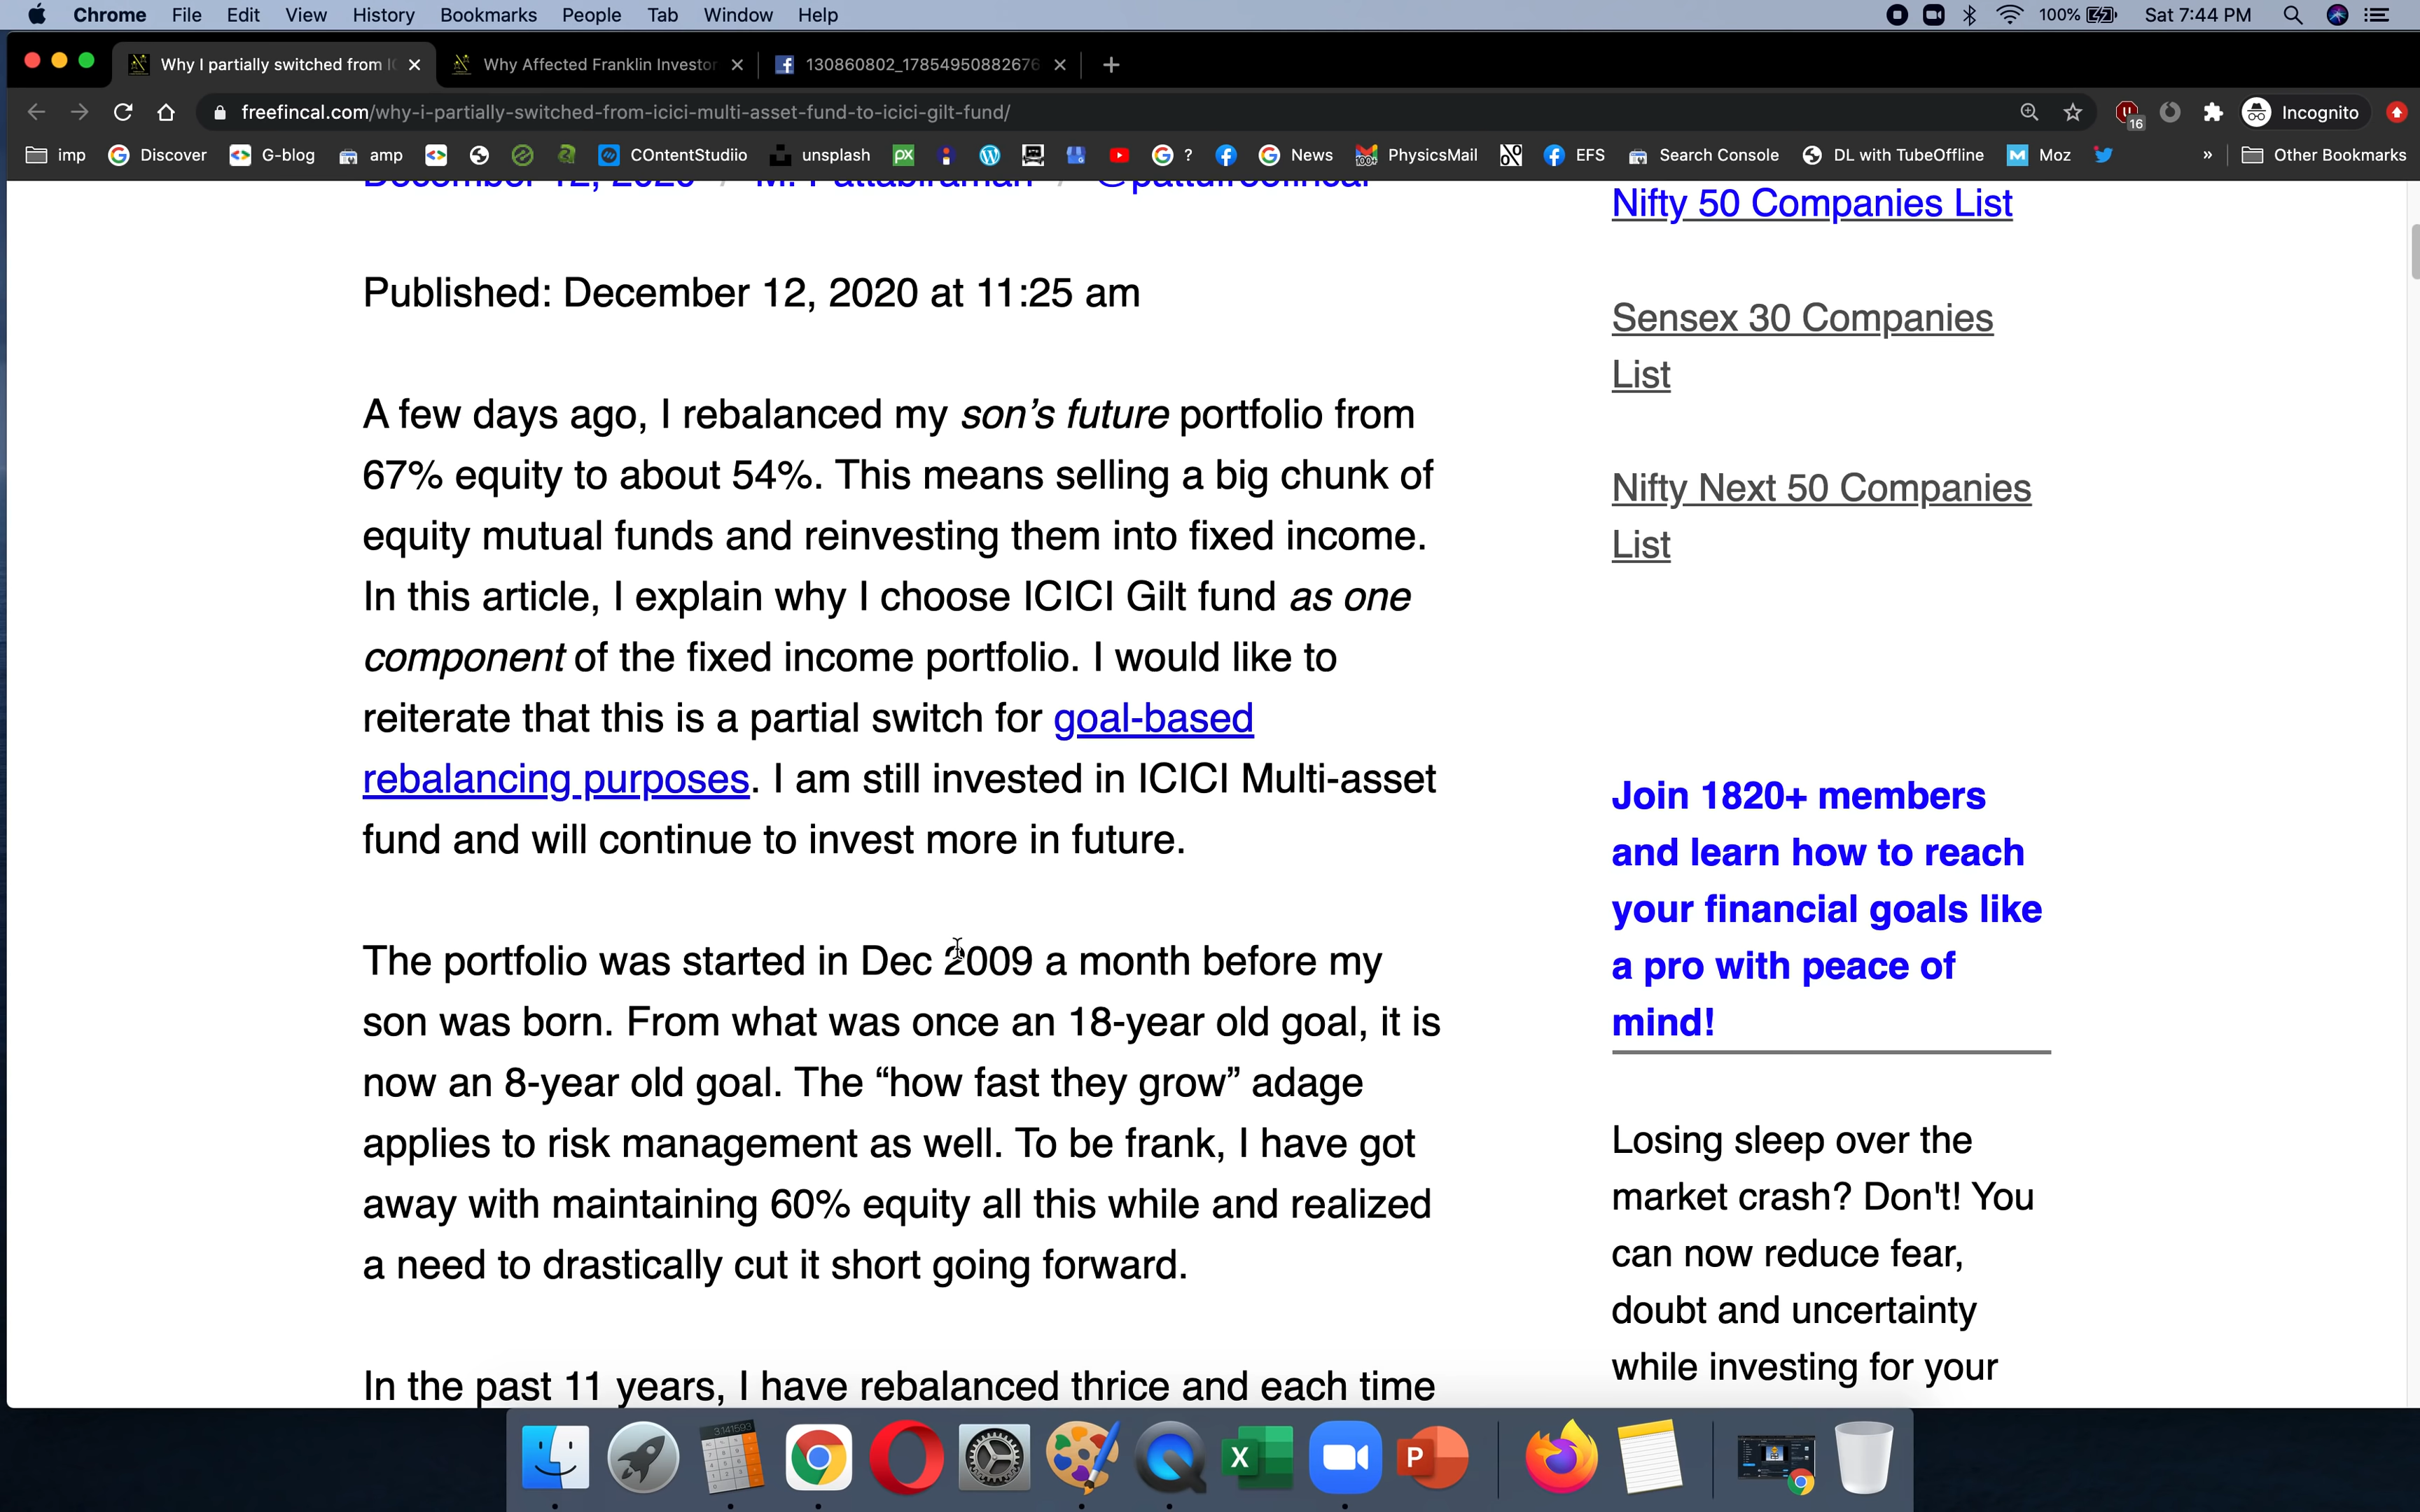 Chrome File Edit View History Bookmarks People Tab Window Help 100% Sat 7:44 PM
Why I partially switched from Why Affected Franklin Investor 130860802_17854950882676
freefincal.com/why-i-partially-switched-from-icici-multi-asset-fund-to-icici-gilt-fund/ 16 Incognito
imp Discover G-blog amp COntentStudiio unsplash ? News PhysicsMail EFS Search Console DL with TubeOffline Moz » Other Bookmarks
December 12, 2020 / M. Pattabiraman / @pattufreefincal
Published: December 12, 2020 at 11:25 am
A few days ago, I rebalanced my son’s future portfolio from
67% equity to about 54%. This means selling a big chunk of
equity mutual funds and reinvesting them into fixed income.
In this article, I explain why I choose ICICI Gilt fund as one
component of the fixed income portfolio. I would like to
reiterate that this is a partial switch for goal-based
rebalancing purposes. I am still invested in ICICI Multi-asset
fund and will continue to invest more in future.
The portfolio was started in Dec 2009 a month before my
son was born. From what was once an 18-year old goal, it is
now an 8-year old goal. The “how fast they grow” adage
applies to risk management as well. To be frank, I have got
away with maintaining 60% equity all this while and realized
a need to drastically cut it short going forward.
In the past 11 years, I have rebalanced thrice and each time
Nifty 50 Companies List
Sensex 30 Companies
List
Nifty Next 50 Companies
List
Join 1820+ members
and learn how to reach
your financial goals like
a pro with peace of
mind!
Losing sleep over the
market crash? Don't! You
can now reduce fear,
doubt and uncertainty
while investing for your
3.141593
X
P